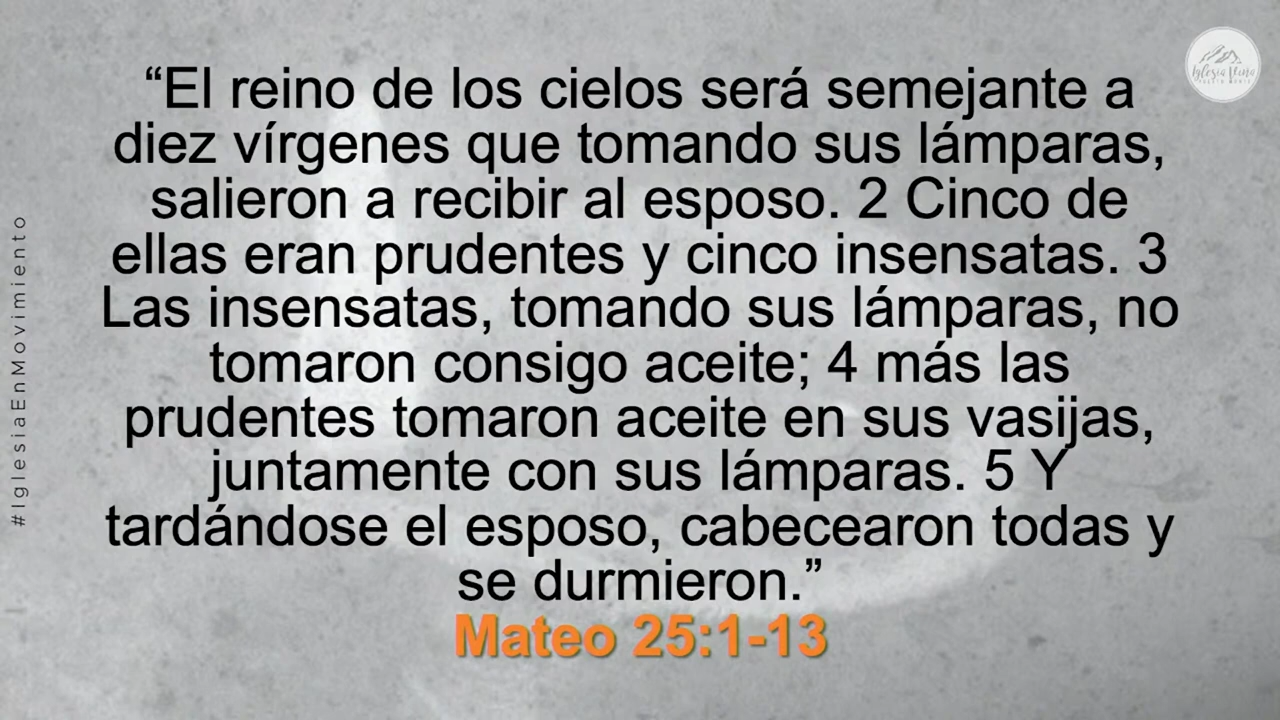 “El reino de los cielos será semejante a
diez vírgenes que tomando sus lámparas,
salieron a recibir al esposo. 2 Cinco de
ellas eran prudentes y cinco insensatas. 3
Las insensatas, tomando sus lámparas, no
tomaron consigo aceite; 4 más las
prudentes tomaron aceite en sus vasijas,
juntamente con sus lámparas. 5 Y
tardándose el esposo, cabecearon todas y
se durmieron.”
Mateo 25:1-13
#IglesiaEnMovimiento
Iglesia Viña